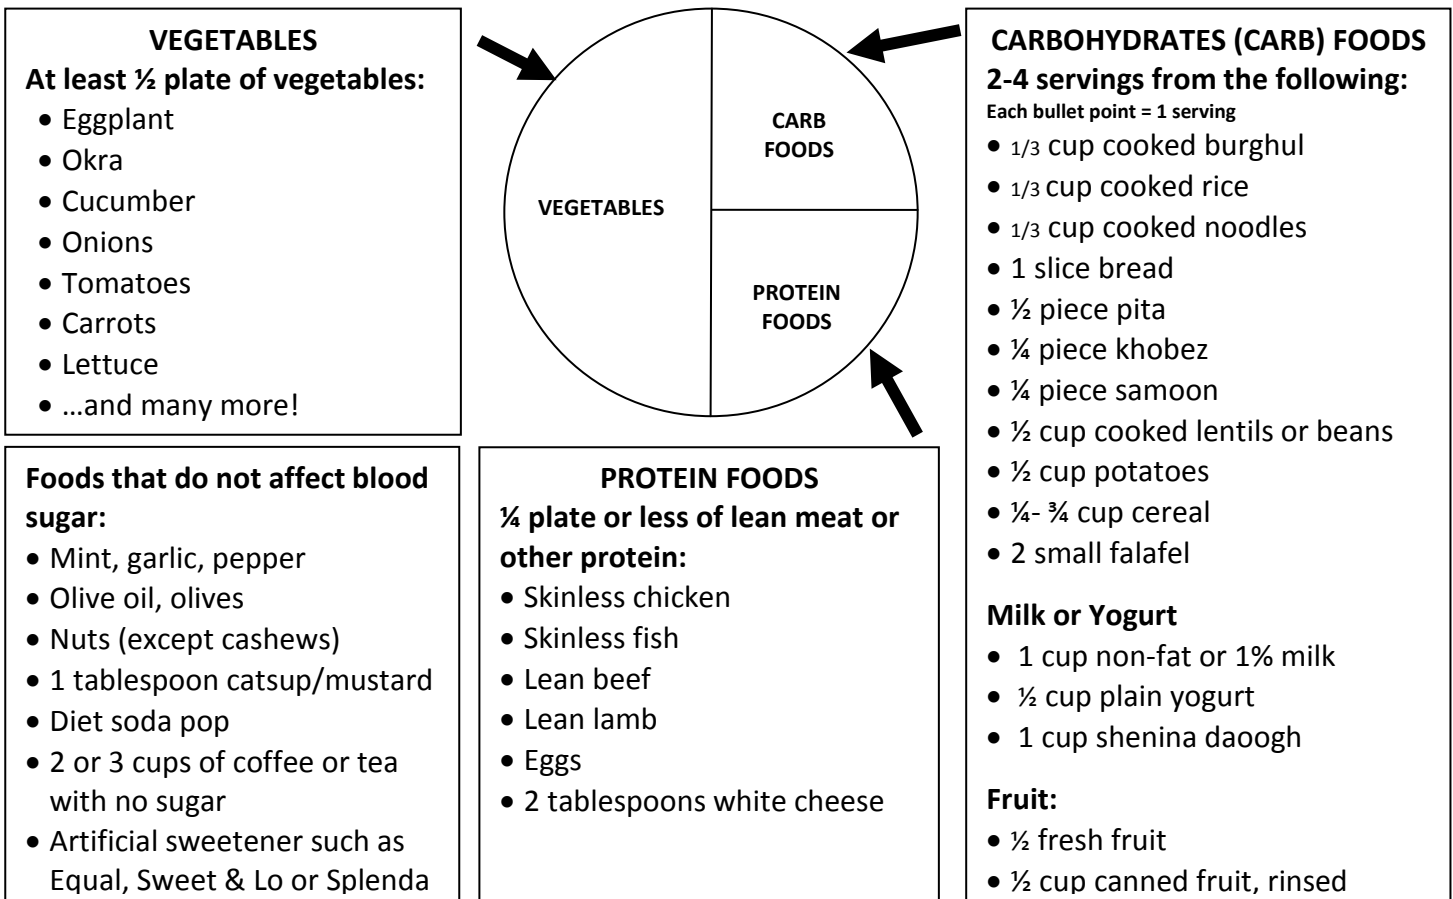 VEGETABLES
At least ½ plate of vegetables:
• Eggplant
• Okra
• Cucumber
• Onions
• Tomatoes
• Carrots
• Lettuce
• …and many more!
VEGETABLES
CARB
FOODS
PROTEIN
FOODS
CARBOHYDRATES (CARB) FOODS
2-4 servings from the following:
Each bullet point = 1 serving
• 1/3 cup cooked burghul
• 1/3 cup cooked rice
• 1/3 cup cooked noodles
• 1 slice bread
• ½ piece pita
• ¼ piece khobez
• ¼ piece samoon
• ½ cup cooked lentils or beans
• ½ cup potatoes
• ¼- ¾ cup cereal
• 2 small falafel
Milk or Yogurt
• 1 cup non-fat or 1% milk
• ½ cup plain yogurt
• 1 cup shenina daoogh
Fruit:
• ½ fresh fruit
• ½ cup canned fruit, rinsed
Foods that do not affect blood
sugar:
• Mint, garlic, pepper
• Olive oil, olives
• Nuts (except cashews)
• 1 tablespoon catsup/mustard
• Diet soda pop
• 2 or 3 cups of coffee or tea
with no sugar
• Artificial sweetener such as
Equal, Sweet & Lo or Splenda
PROTEIN FOODS
¼ plate or less of lean meat or
other protein:
• Skinless chicken
• Skinless fish
• Lean beef
• Lean lamb
• Eggs
• 2 tablespoons white cheese